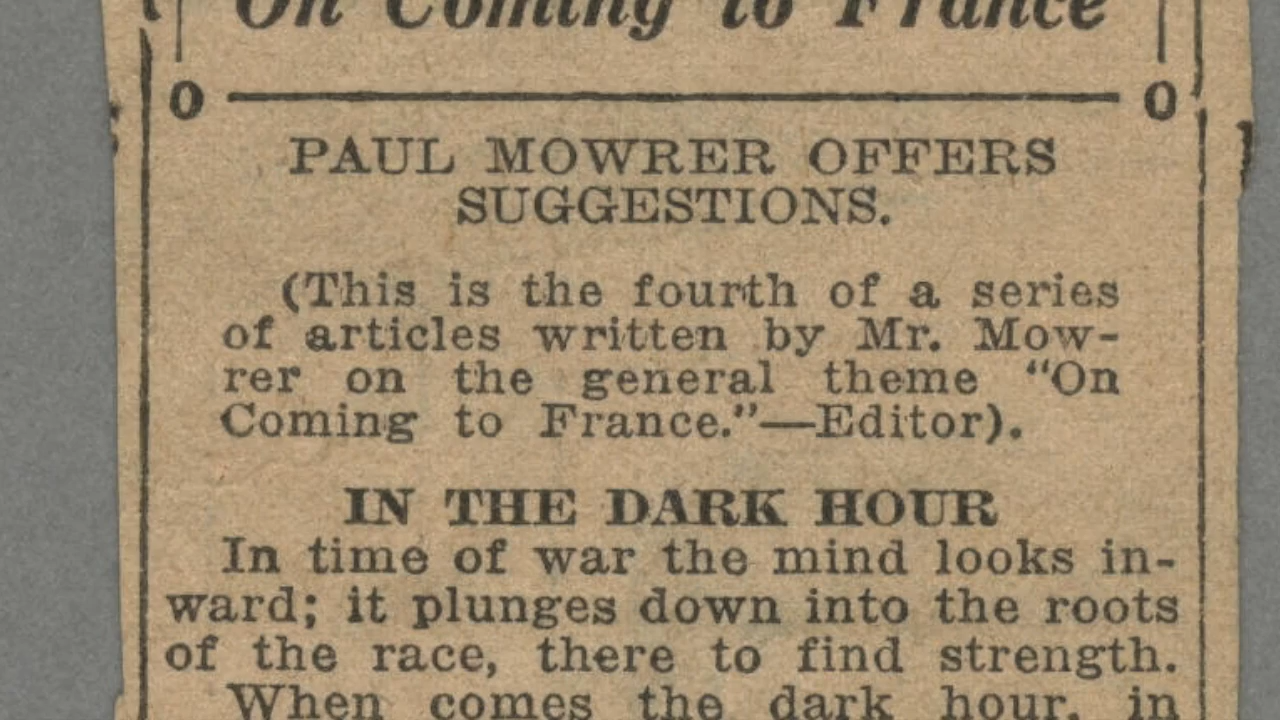 On Coming to France
O O
PAUL MOWRER OFFERS
SUGGESTIONS.
(This is the fourth of a series
of articles written by Mr. Mow-
rer on the general theme "On
Coming to France."—Editor).
IN THE DARK HOUR
In time of war the mind looks in-
ward; it plunges down into the roots
of the race, there to find strength.
When comes the dark hour, in